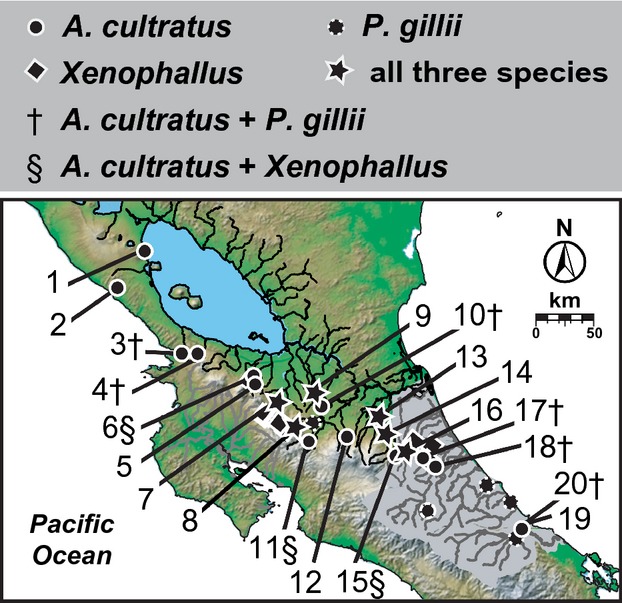 A. cultratus
P. gillii
Xenophallus
all three species
† A. cultratus + P. gillii
§ A. cultratus + Xenophallus
N
km
0 50
1
2
3†
4†
6§
5
7
8
9
10†
13
14
16
17†
18†
20†
19
11§
12
15§
Pacific
Ocean